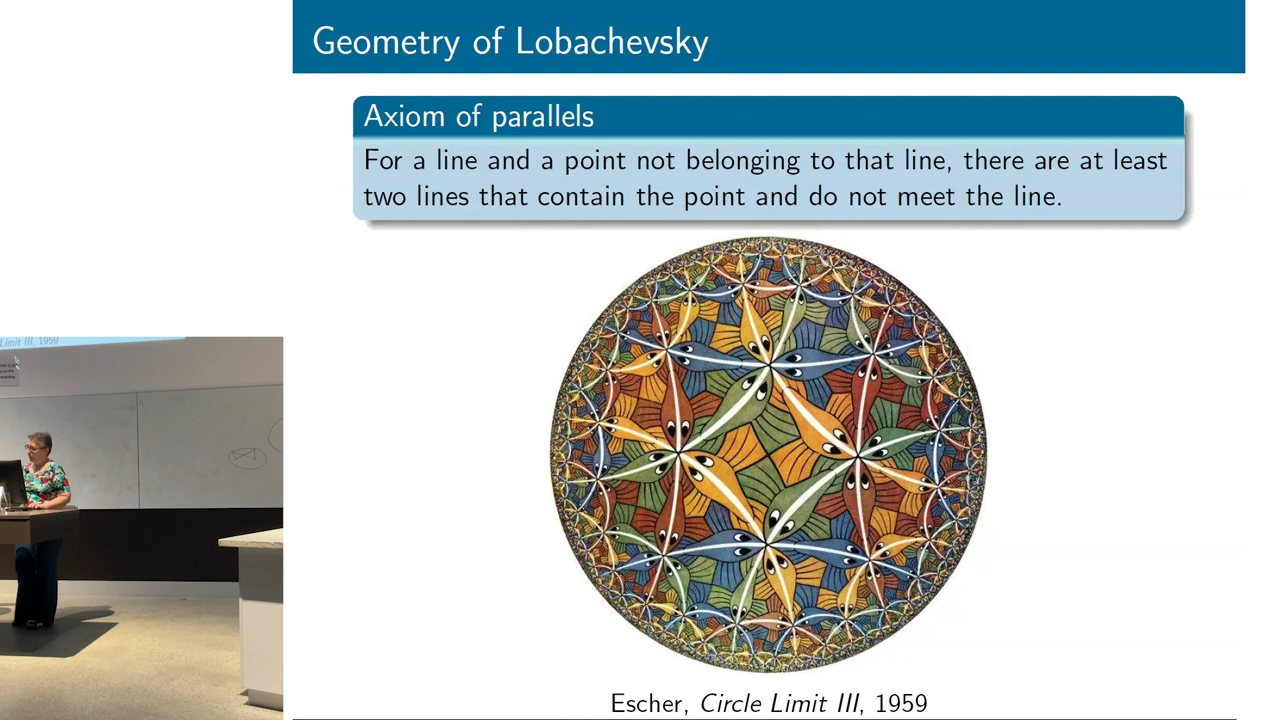 Geometry of Lobachevsky
Axiom of parallels
For a line and a point not belonging to that line, there are at least
two lines that contain the point and do not meet the line.
Escher, Circle Limit III, 1959
Limit III, 1959